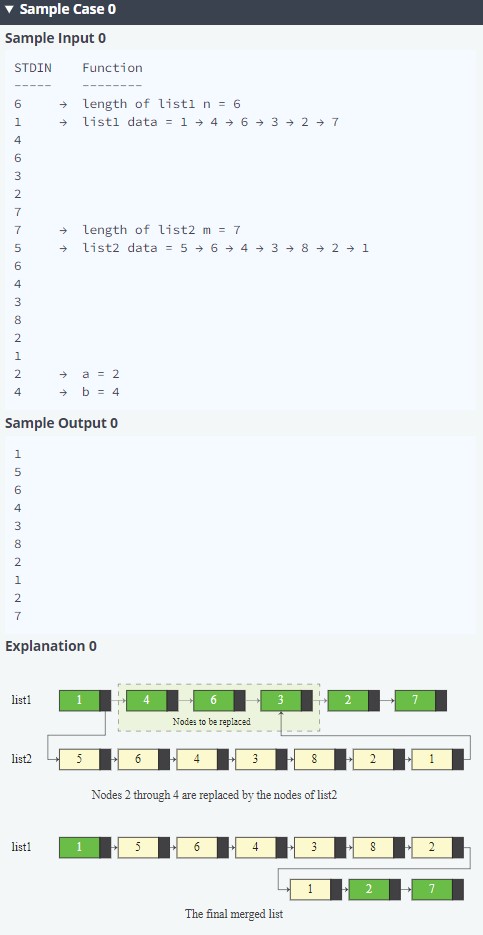 ▼ Sample Case 0
Sample Input 0
STDIN Function
----- --------
6 → length of list1 n = 6
1 → list1 data = 1 → 4 → 6 → 3 → 2 → 7
4
6
3
2
7
7 → length of list2 m = 7
5 → list2 data = 5 → 6 → 4 → 3 → 8 → 2 → 1
6
4
3
8
2
1
2 → a = 2
4 → b = 4
Sample Output 0
1
5
6
4
3
8
2
1
2
7
Explanation 0
list1 1 4 6 3 2 7
Nodes to be replaced
list2 5 6 4 3 8 2 1
Nodes 2 through 4 are replaced by the nodes of list2
list1 1 5 6 4 3 8 2
1 2 7
The final merged list